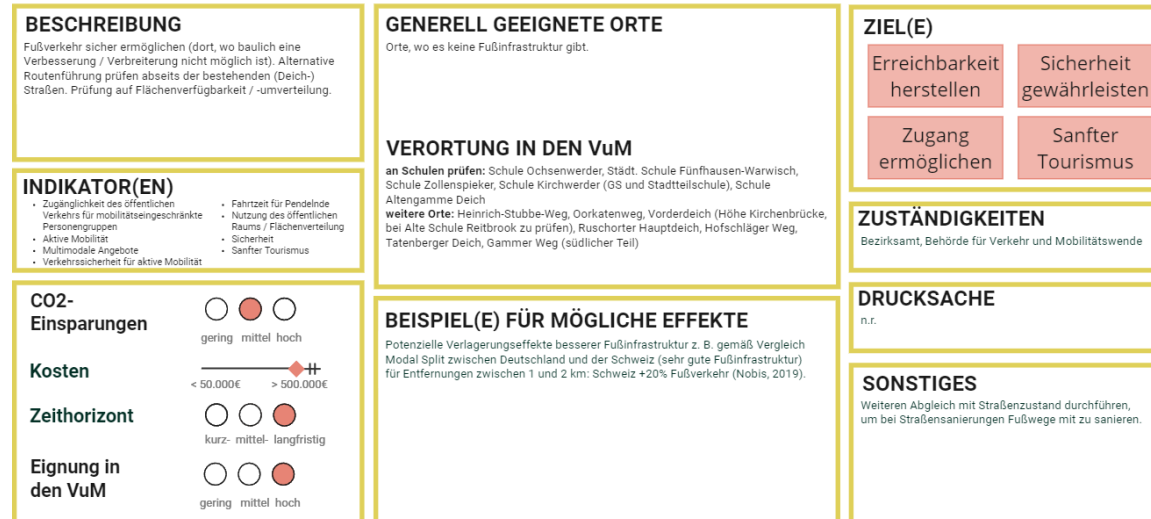 BESCHREIBUNG
Fußverkehr sicher ermöglichen (dort, wo baulich eine
Verbesserung / Verbreiterung nicht möglich ist). Alternative
Routenführung prüfen abseits der bestehenden (Deich-)
Straßen. Prüfung auf Flächenverfügbarkeit / -umverteilung.
INDIKATOR(EN)
• Zugänglichkeit des öffentlichen
Verkehrs für mobilitätseingeschränkte
Personengruppen
• Aktive Mobilität
• Multimodale Angebote
• Verkehrssicherheit für aktive Mobilität
• Fahrtzeit für Pendelnde
• Nutzung des öffentlichen
Raums / Flächenverteilung
• Sicherheit
• Sanfter Tourismus
CO2-
Einsparungen
gering mittel hoch
Kosten
< 50.000€ > 500.000€
Zeithorizont
kurz- mittel- langfristig
Eignung in
den VuM
gering mittel hoch
GENERELL GEEIGNETE ORTE
Orte, wo es keine Fußinfrastruktur gibt.
VERORTUNG IN DEN VuM
an Schulen prüfen: Schule Ochsenwerder, Städt. Schule Fünfhausen-Warwisch,
Schule Zollenspieker, Schule Kirchwerder (GS und Stadtteilschule), Schule
Altengamme Deich
weitere Orte: Heinrich-Stubbe-Weg, Oorkatenweg, Vorderdeich (Höhe Kirchenbrücke,
bei Alte Schule Reitbrook zu prüfen), Ruschorter Hauptdeich, Hofschläger Weg,
Tatenberger Deich, Gammer Weg (südlicher Teil)
BEISPIEL(E) FÜR MÖGLICHE EFFEKTE
Potenzielle Verlagerungseffekte besserer Fußinfrastruktur z. B. gemäß Vergleich
Modal Split zwischen Deutschland und der Schweiz (sehr gute Fußinfrastruktur)
für Entfernungen zwischen 1 und 2 km: Schweiz +20% Fußverkehr (Nobis, 2019).
ZIEL(E)
Erreichbarkeit
herstellen
Sicherheit
gewährleisten
Zugang
ermöglichen
Sanfter
Tourismus
ZUSTÄNDIGKEITEN
Bezirksamt, Behörde für Verkehr und Mobilitätswende
DRUCKSACHE
n.r.
SONSTIGES
Weiteren Abgleich mit Straßenzustand durchführen,
um bei Straßensanierungen Fußwege mit zu sanieren.